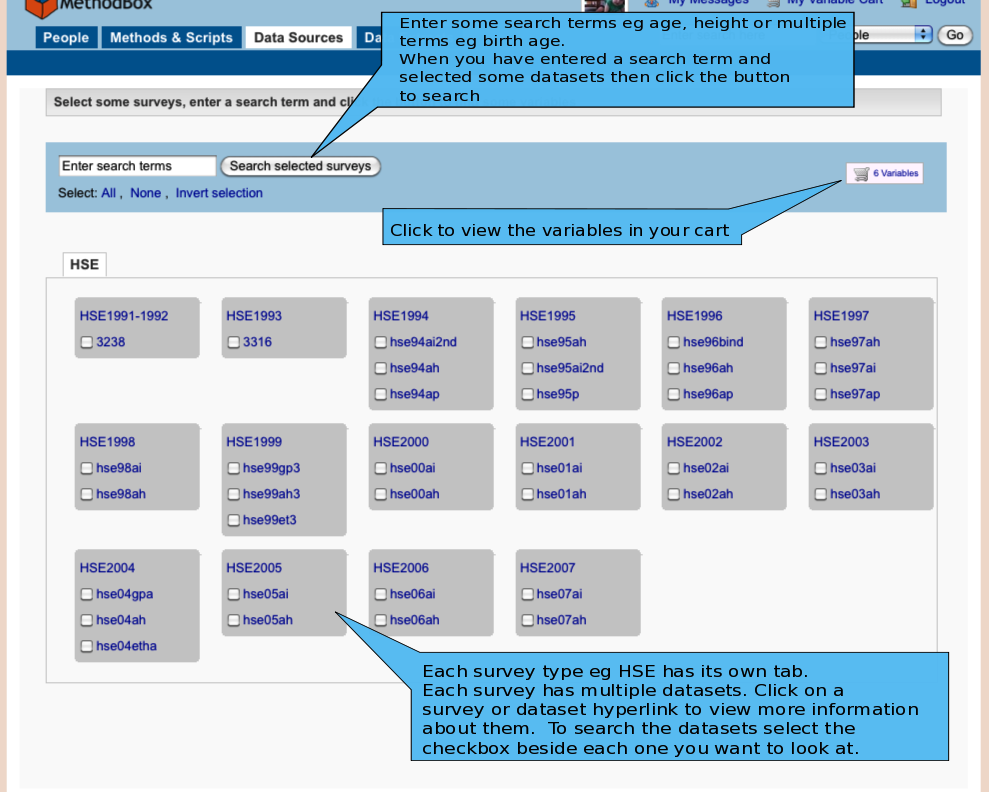 MethodBox
My Messages
My Variable Cart
Logout
People
Methods & Scripts
Data Sources
Da
Go
Enter some search terms eg age, height or multiple
terms eg birth age.
When you have entered a search term and
selected some datasets then click the button
to search
Select some surveys, enter a search term and cli
Enter search terms
Search selected surveys
6 Variables
Select: All , None , Invert selection
Click to view the variables in your cart
HSE
HSE1991-1992
3238
HSE1993
3316
HSE1994
hse94ai2nd
hse94ah
hse94ap
HSE1995
hse95ah
hse95ai2nd
hse95p
HSE1996
hse96bind
hse96ah
hse96ap
HSE1997
hse97ah
hse97ai
hse97ap
HSE1998
hse98ai
hse98ah
HSE1999
hse99gp3
hse99ah3
hse99et3
HSE2000
hse00ai
hse00ah
HSE2001
hse01ai
hse01ah
HSE2002
hse02ai
hse02ah
HSE2003
hse03ai
hse03ah
HSE2004
hse04gpa
hse04ah
hse04etha
HSE2005
hse05ai
hse05ah
HSE2006
hse06ai
hse06ah
HSE2007
hse07ai
hse07ah
Each survey type eg HSE has its own tab.
Each survey has multiple datasets. Click on a
survey or dataset hyperlink to view more information
about them. To search the datasets select the
checkbox beside each one you want to look at.